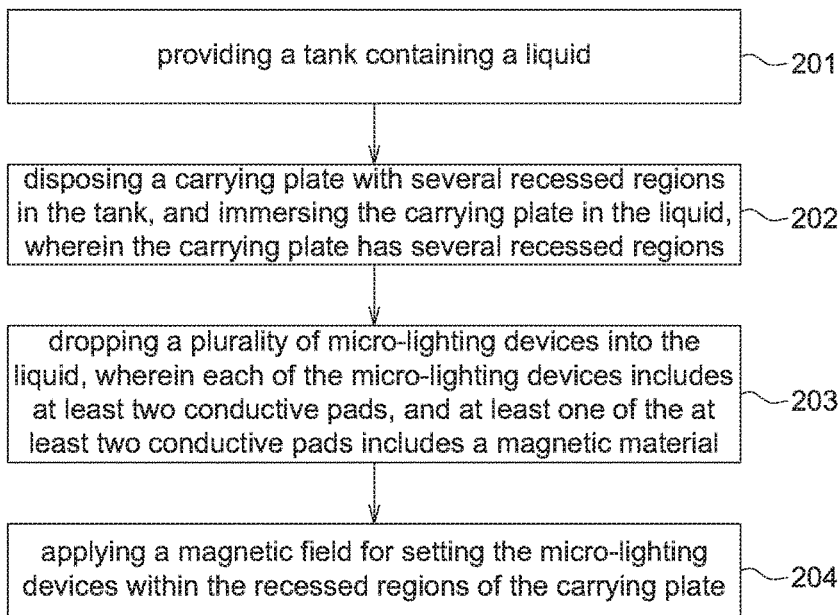 providing a tank containing a liquid
201
disposing a carrying plate with several recessed regions
in the tank, and immersing the carrying plate in the liquid,
wherein the carrying plate has several recessed regions
202
dropping a plurality of micro-lighting devices into the
liquid, wherein each of the micro-lighting devices includes
at least two conductive pads, and at least one of the at
least two conductive pads includes a magnetic material
203
applying a magnetic field for setting the micro-lighting
devices within the recessed regions of the carrying plate
204